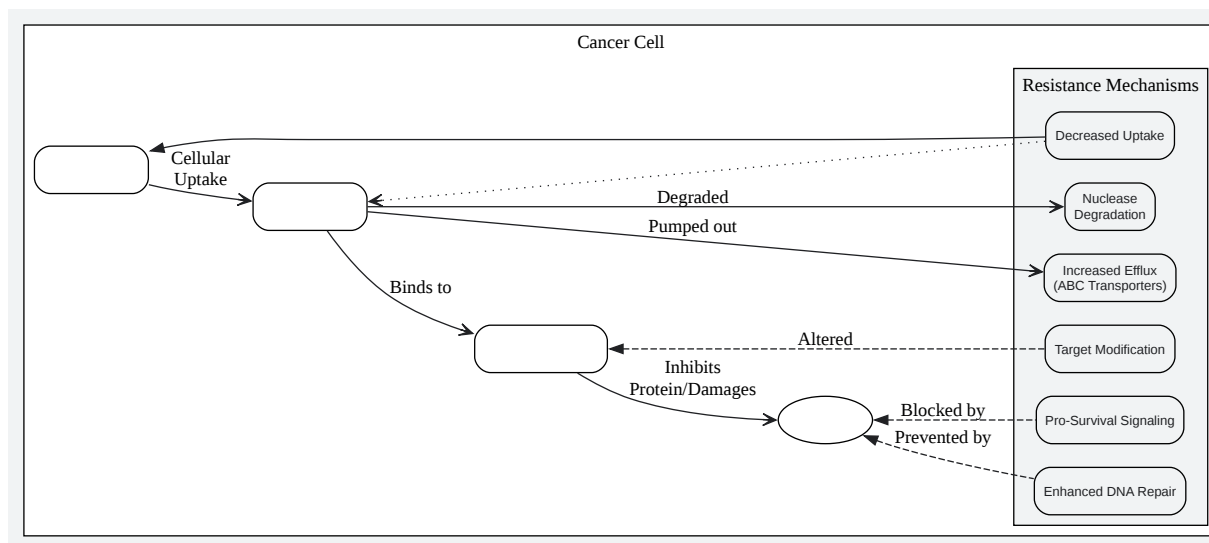 Cancer Cell
Resistance Mechanisms
Decreased Uptake
Cellular
Uptake
Degraded
Nuclease
Degradation
Pumped out
Increased Efflux
(ABC Transporters)
Binds to
Altered
Target Modification
Inhibits
Protein/Damages
Blocked by
Pro-Survival Signaling
Prevented by
Enhanced DNA Repair